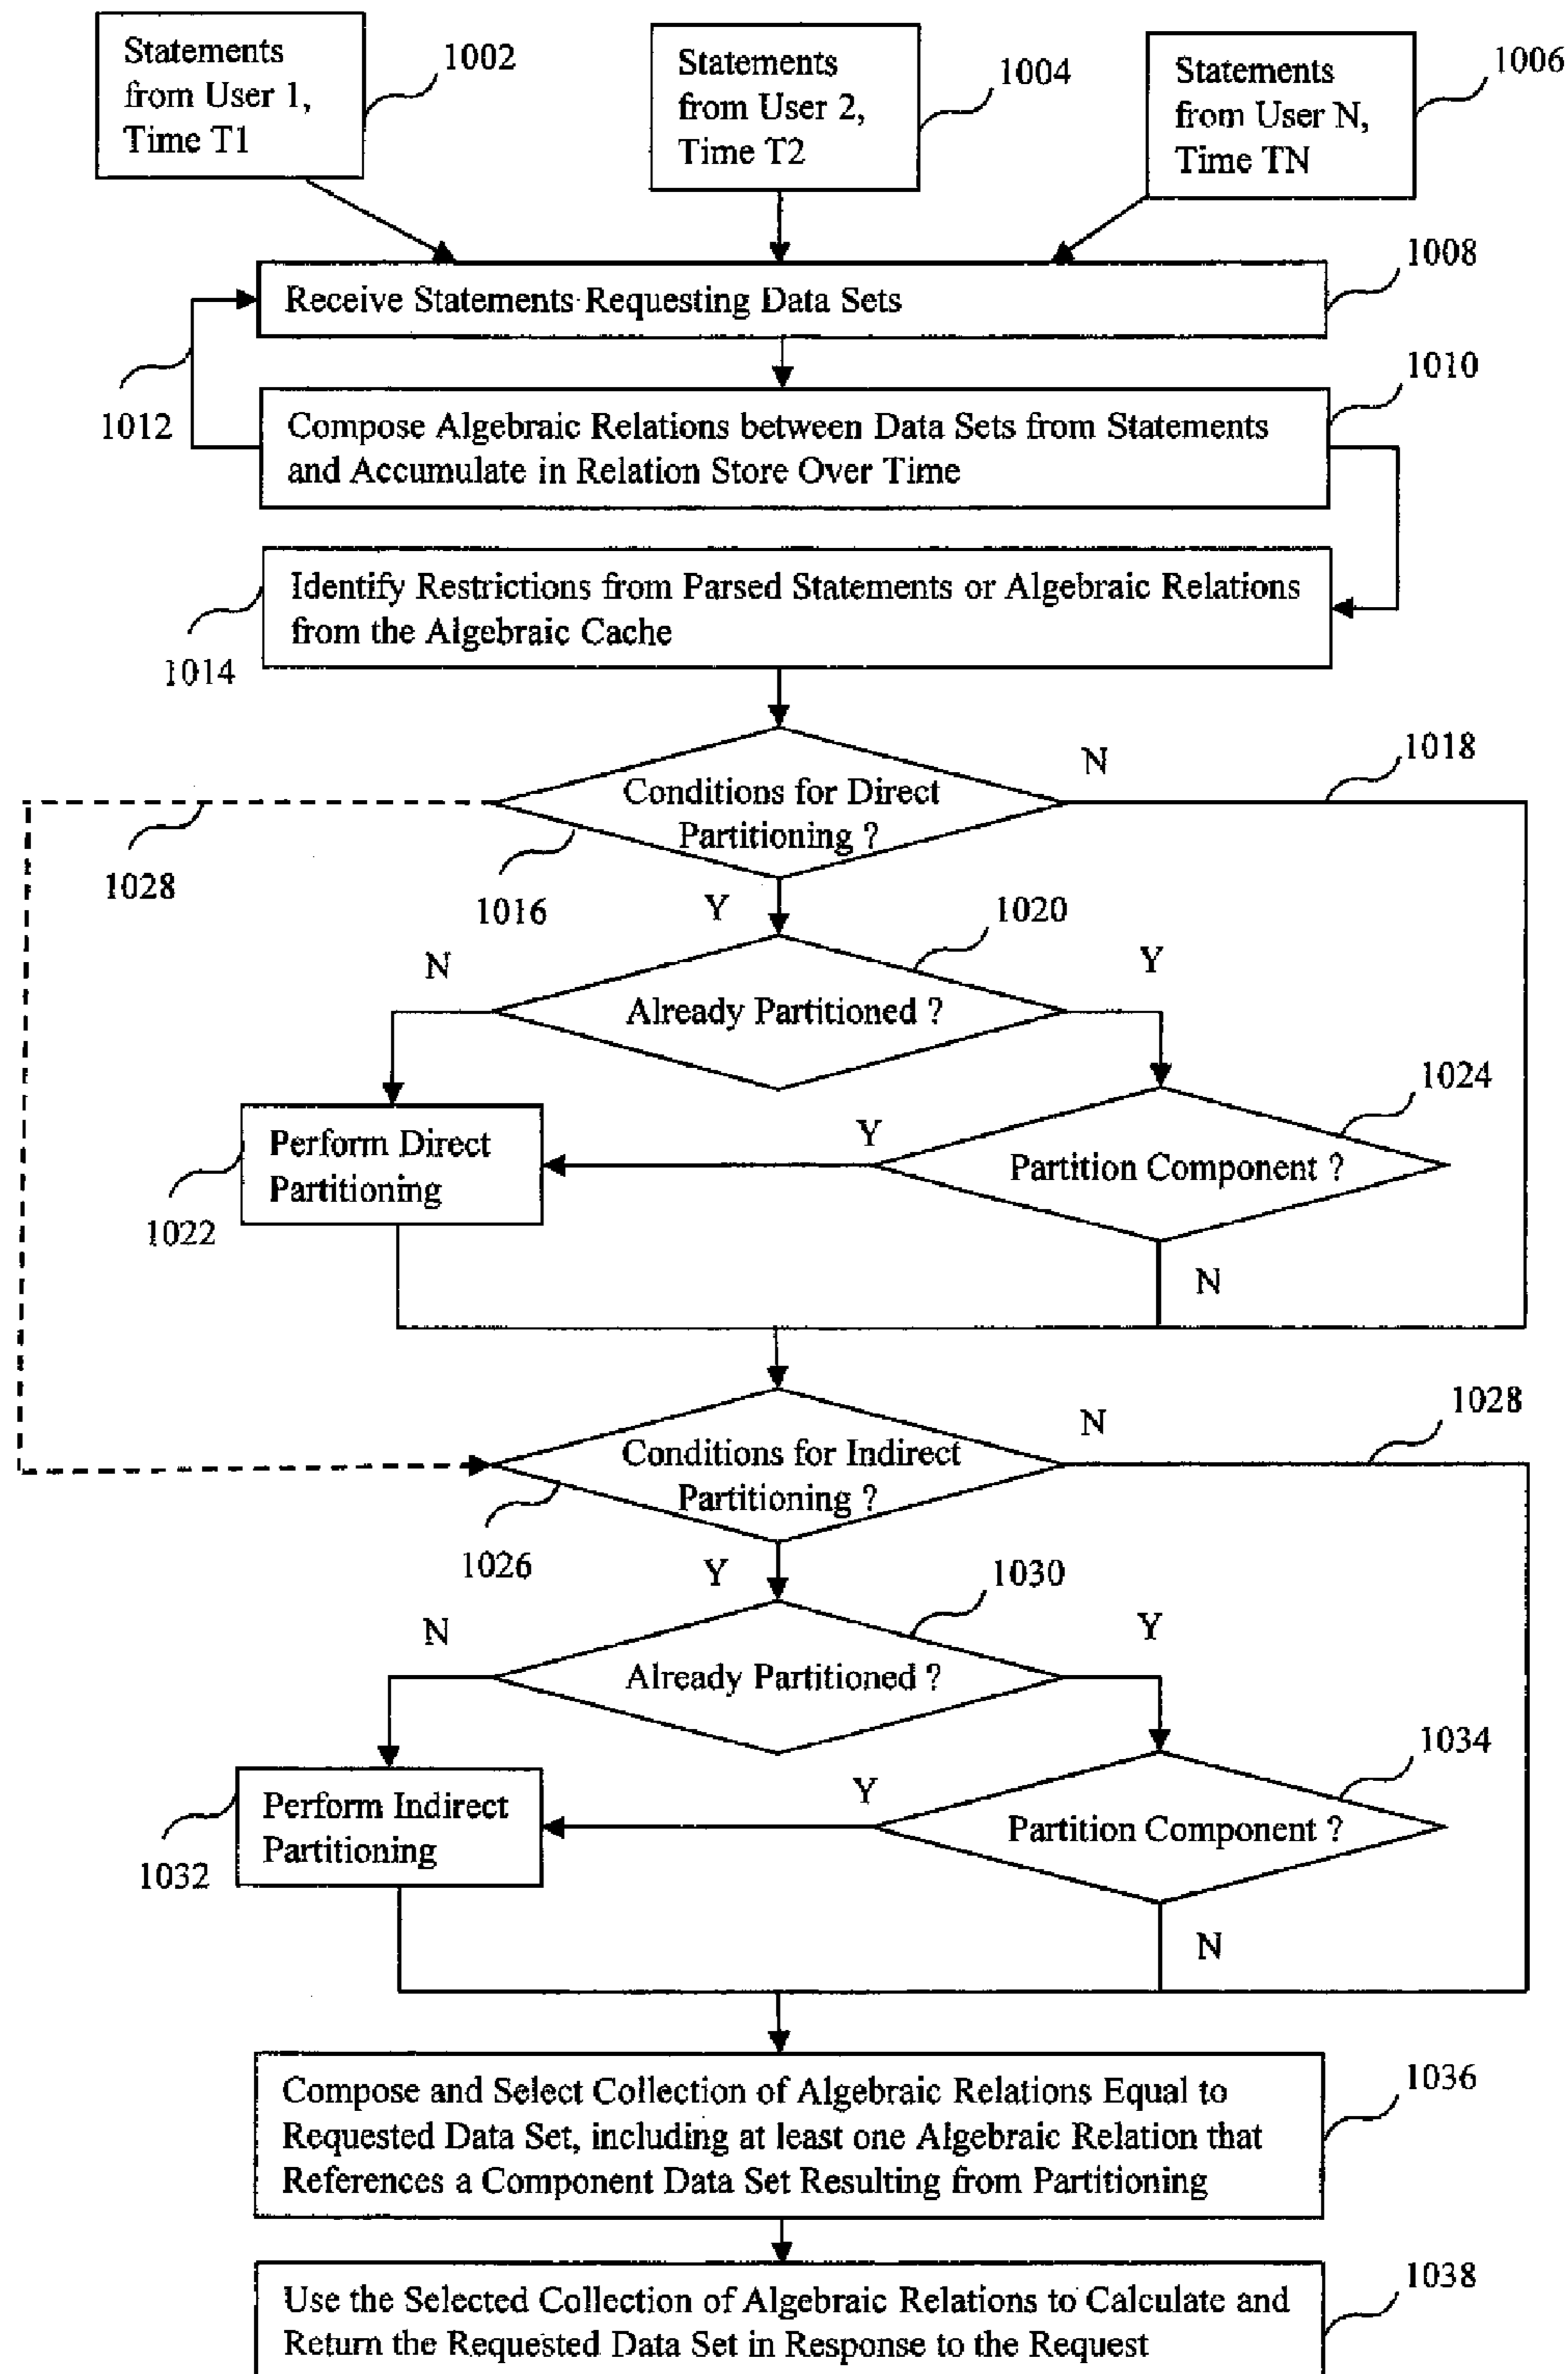 Statements
from User 1,
Time T1
1002
Statements
from User 2,
Time T2
1004
Statements
from User N,
Time TN
1006
Receive Statements Requesting Data Sets
1008
1012
Compose Algebraic Relations between Data Sets from Statements
and Accumulate in Relation Store Over Time
1010
Identify Restrictions from Parsed Statements or Algebraic Relations
from the Algebraic Cache
1014
Conditions for Direct
Partitioning ?
N
1018
1028
1016
Y
1020
N
Already Partitioned ?
Y
1024
Perform Direct
Partitioning
Y
Partition Component ?
1022
N
Conditions for Indirect
Partitioning ?
N
1028
1026
Y
1030
N
Already Partitioned ?
Y
1034
Perform Indirect
Partitioning
Y
Partition Component ?
1032
N
Compose and Select Collection of Algebraic Relations Equal to
Requested Data Set, including at least one Algebraic Relation that
References a Component Data Set Resulting from Partitioning
1036
Use the Selected Collection of Algebraic Relations to Calculate and
Return the Requested Data Set in Response to the Request
1038